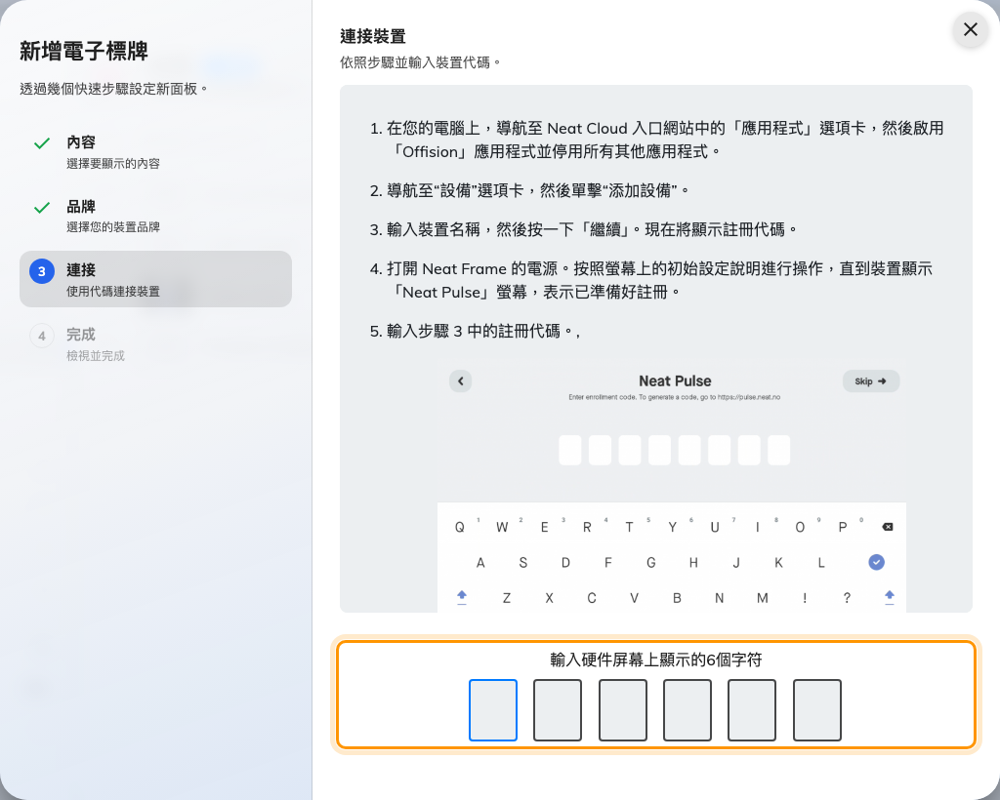 新增電子標牌
透過幾個快速步驟設定新面板。
內容
選擇要顯示的內容
品牌
選擇您的裝置品牌
3
連接
使用代碼連接裝置
4
完成
檢視並完成
連接裝置
依照步驟並輸入裝置代碼。
1. 在您的電腦上，導航至 Neat Cloud 入口網站中的「應用程式」選項卡，然後啟用
「Offision」應用程式並停用所有其他應用程式。
2. 導航至“設備”選項卡，然後單擊“添加設備”。
3. 輸入裝置名稱，然後按一下「繼續」。現在將顯示註冊代碼。
4. 打開 Neat Frame 的電源。按照螢幕上的初始設定說明進行操作，直到裝置顯示
「Neat Pulse」螢幕，表示已準備好註冊。
5. 輸入步驟 3 中的註冊代碼。,
Neat Pulse
Skip
Enter enrollment code. To generate a code, go to https://pulse.neat.no
Q 1 W 2 E 3 R 4 T 5 Y 6 U 7 I 8 O 9 P 0
A S D F G H J K L
Z X C V B N M ! ?
輸入硬件屏幕上顯示的6個字符